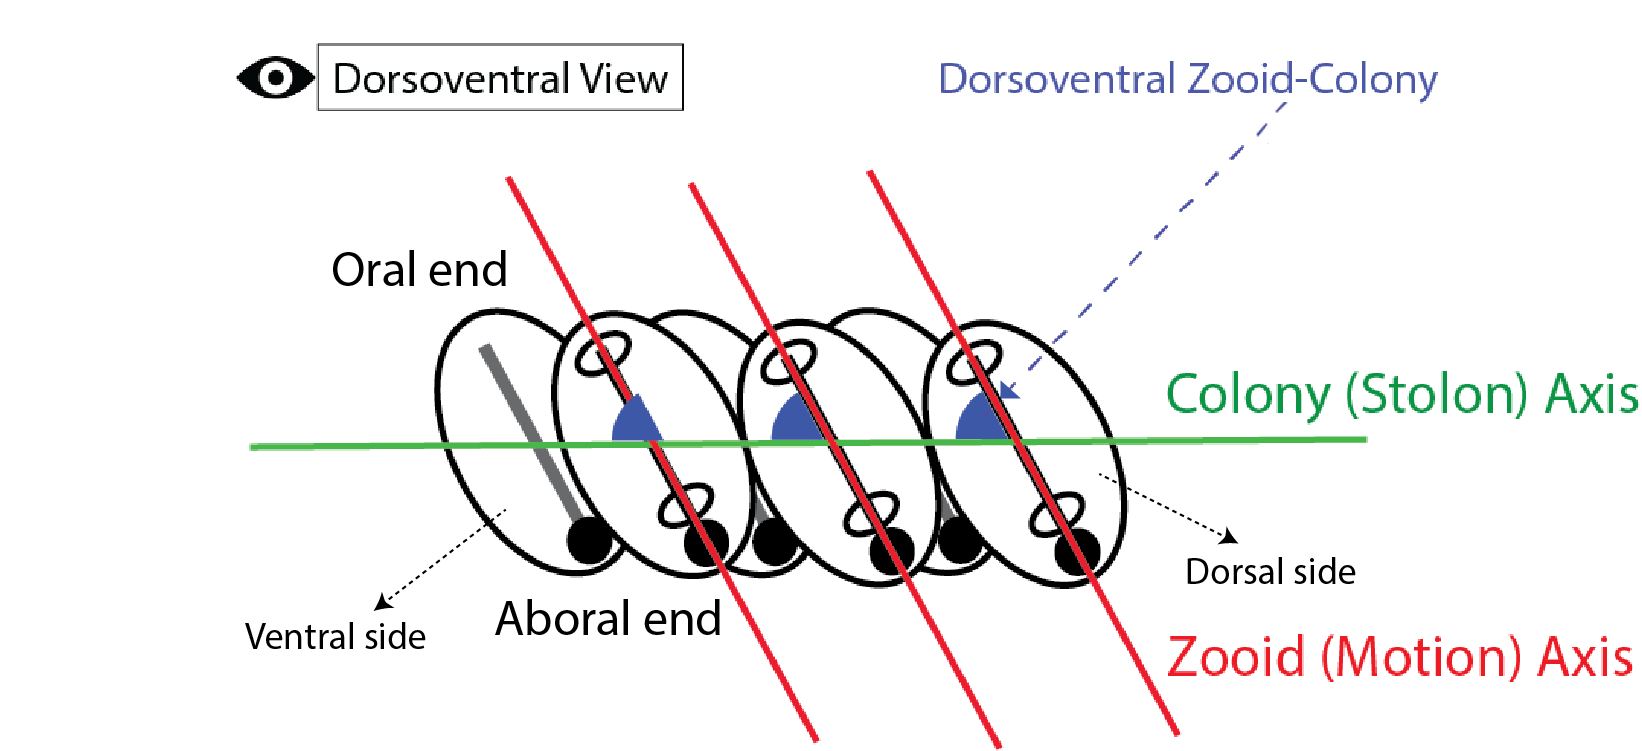 Dorsoventral View
Dorsoventral Zooid-Colony
Oral end
Colony (Stolon) Axis
Dorsal side
Aboral end
Ventral side
Zooid (Motion) Axis